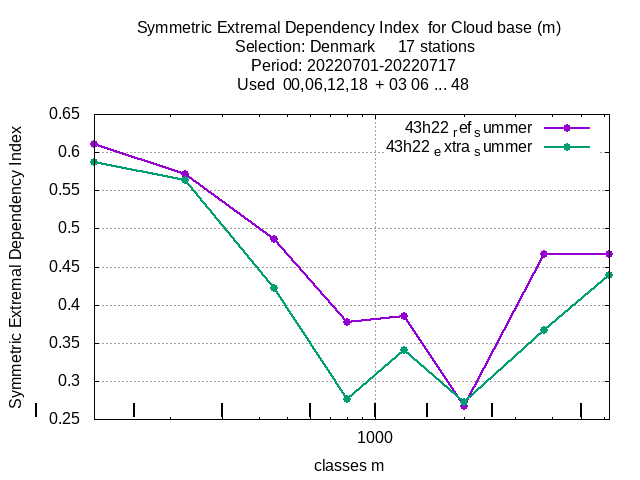 Symmetric Extremal Dependency Index  for Cloud base (m)
Selection: Denmark     17 stations
Period: 20220701-20220717
Used  00,06,12,18  + 03 06 ... 48
43h22 ref summer
43h22 extra summer
0.65
0.6
0.55
0.5
0.45
0.4
0.35
0.3
0.25
Symmetric Extremal Dependency Index
1000
classes m